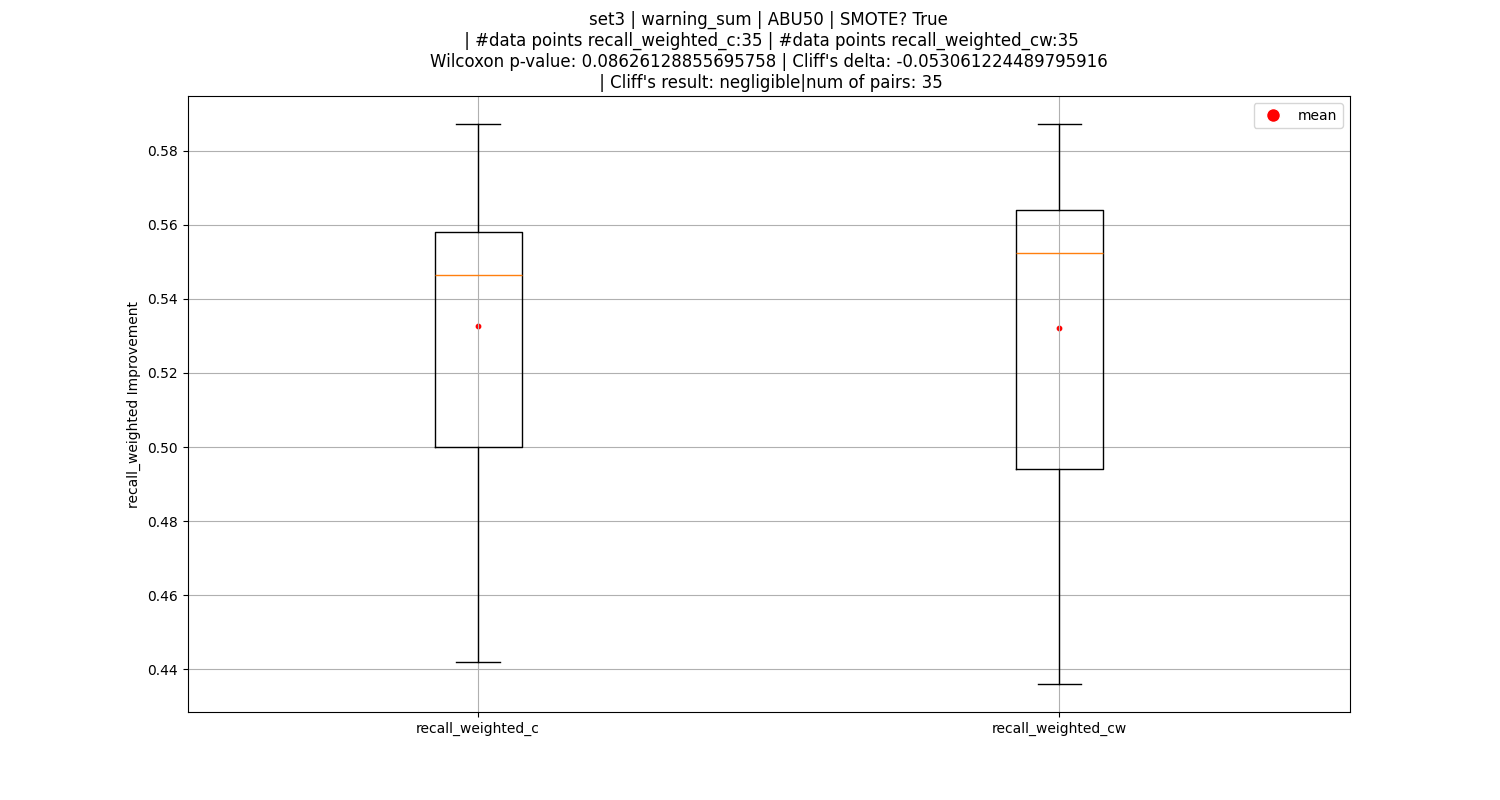 set3 | warning_sum | ABU50 | SMOTE? True
| #data points recall_weighted_c:35 | #data points recall_weighted_cw:35
Wilcoxon p-value: 0.08626128855695758 | Cliff's delta: -0.053061224489795916
| Cliff's result: negligible|num of pairs: 35
mean
recall_weighted Improvement
0.58
0.56
0.54
0.52
0.50
0.48
0.46
0.44
recall_weighted_c
recall_weighted_cw